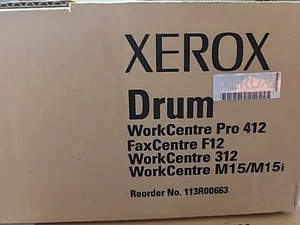 XEROX
Drum
WorkCentre Pro 412
FaxCentre F12
WorkCentre 312
WorkCentre M15/M15i
Reorder No. 113R00663